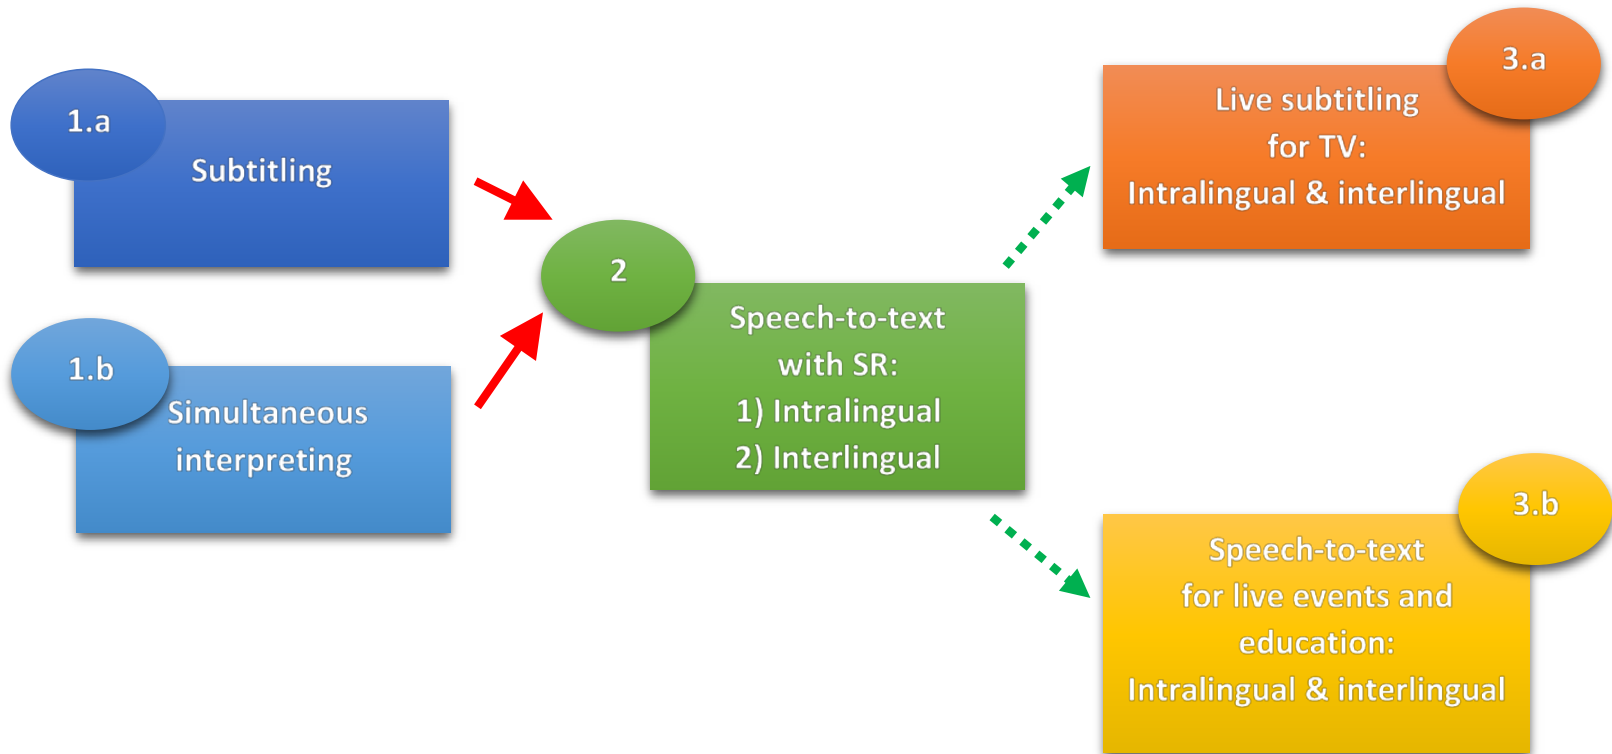 1.a
Subtitling
1.b
Simultaneous
interpreting
2
Speech-to-text
with SR:
1) Intralingual
2) Interlingual
3.a
Live subtitling
for TV:
Intralingual & interlingual
3.b
Speech-to-text
for live events and
education:
Intralingual & interlingual